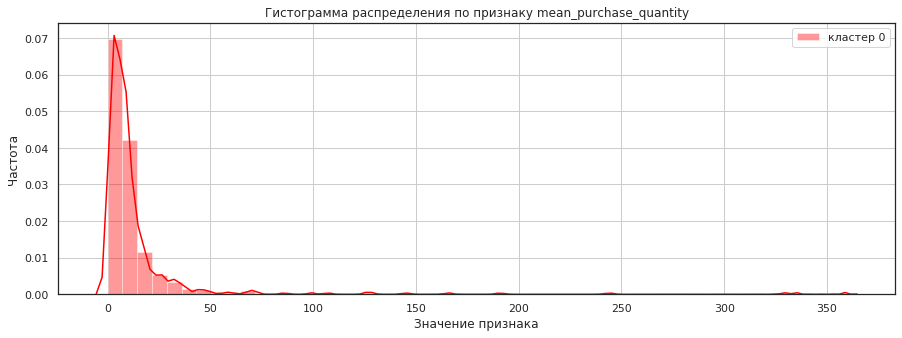 Гистограмма распределения по признаку mean_purchase_quantity
кластер 0
Частота
0.07
0.06
0.05
0.04
0.03
0.02
0.01
0.00
0 50 100 150 200 250 300 350
Значение признака